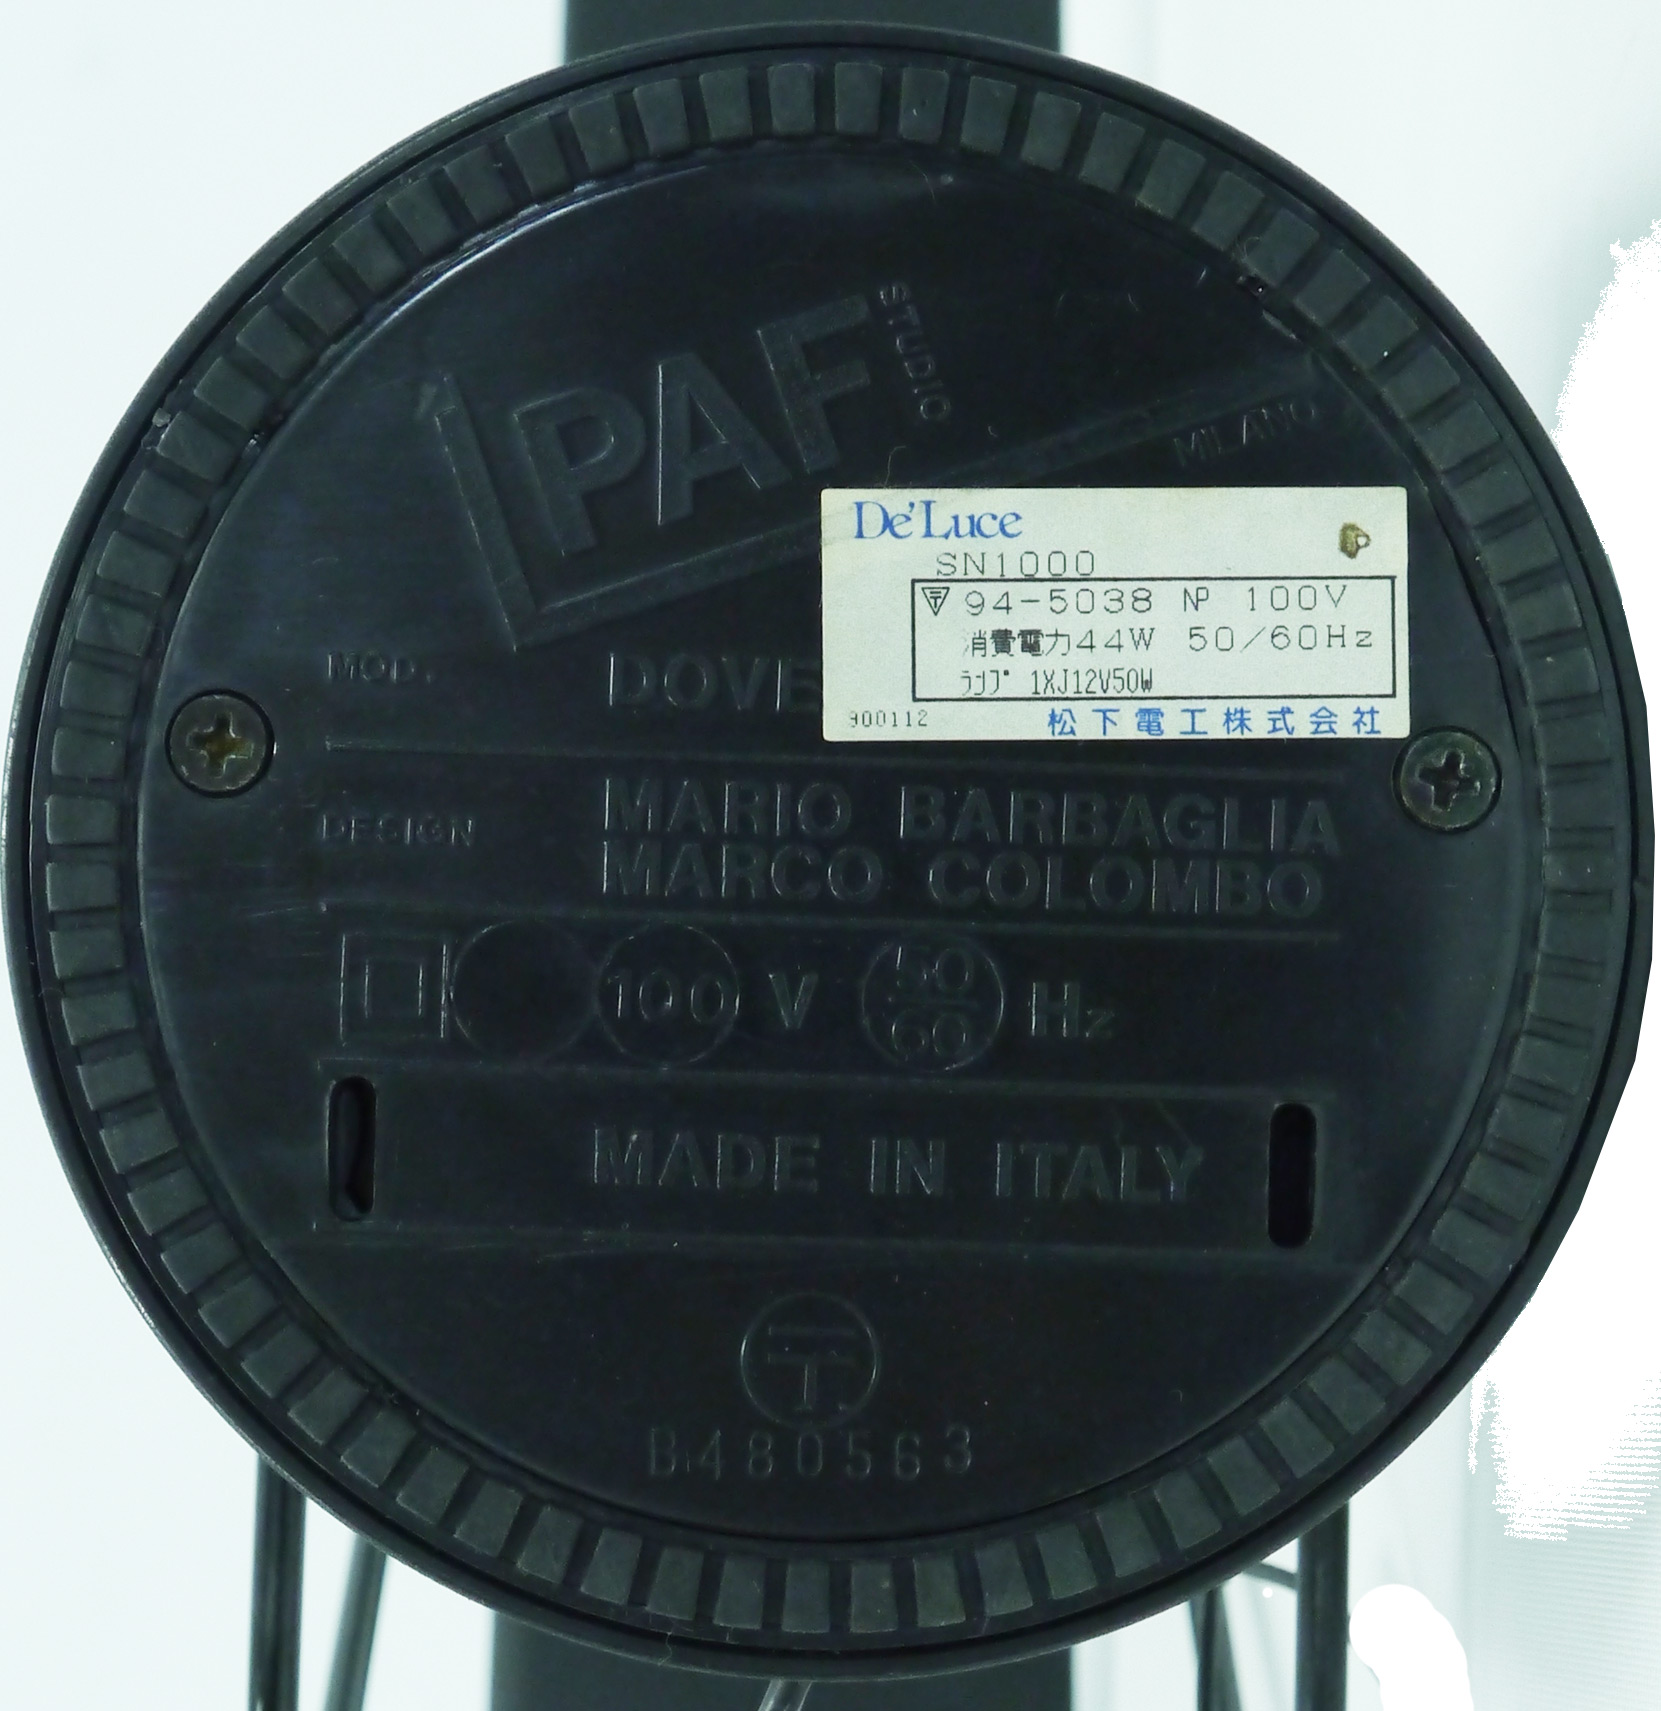 PAF
STUDIO
MILANO
De'Luce
SN1000
94-5038 NP 100V
消費電力44W 50/60Hz
ランプ 1XJ12V50W
900112
松下電工株式会社
MOD. DOVE
DESIGN MARIO BARBAGLIA
MARCO COLOMBO
100 V 50/60 Hz
MADE IN ITALY
B480563